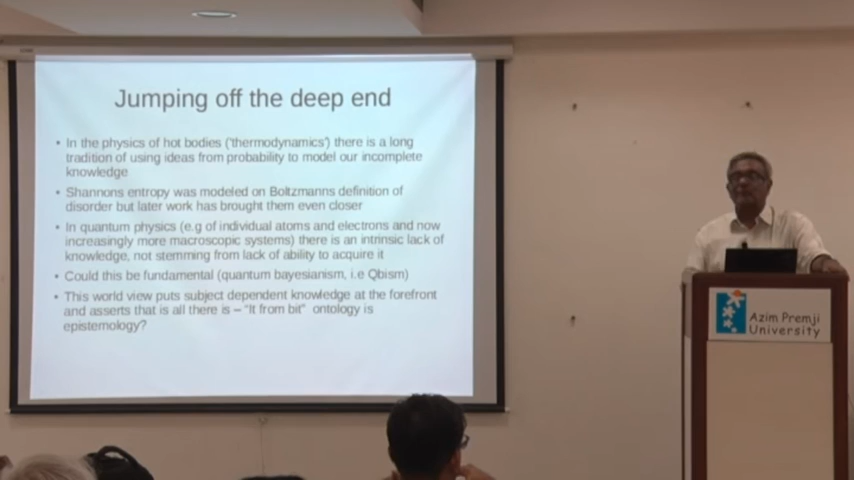 Jumping off the deep end
• In the physics of hot bodies ('thermodynamics') there is a long
tradition of using ideas from probability to model our incomplete
knowledge
• Shannons entropy was modeled on Boltzmanns definition of
disorder but later work has brought them even closer
• In quantum physics (e.g of individual atoms and electrons and now
increasingly more macroscopic systems) there is an intrinsic lack of
knowledge, not stemming from lack of ability to acquire it
• Could this be fundamental (quantum bayesianism, i.e Qbism)
• This world view puts subject dependent knowledge at the forefront
and asserts that is all there is – "It from bit" ontology is
epistemology?
Azim Premji
University